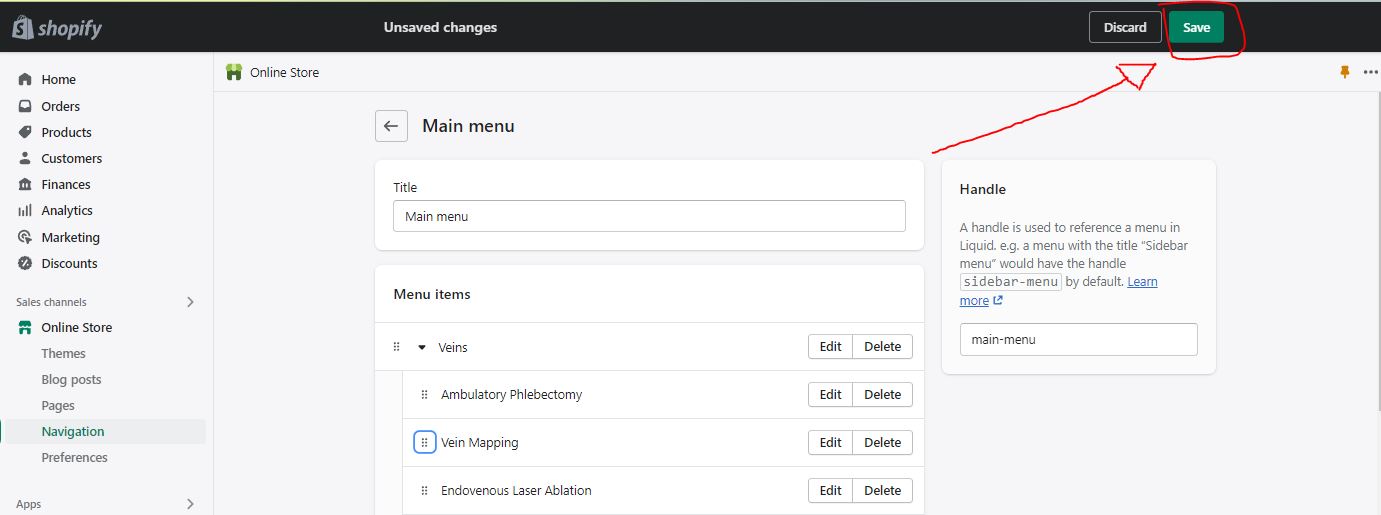 shopify
Unsaved changes
Discard
Save
Home
Orders
Products
Customers
Finances
Analytics
Marketing
Discounts
Sales channels
Online Store
Themes
Blog posts
Pages
Navigation
Preferences
Apps
Online Store
Main menu
Title
Main menu
Menu items
Veins
Edit
Delete
Ambulatory Phlebectomy
Edit
Delete
Vein Mapping
Edit
Delete
Endovenous Laser Ablation
Edit
Delete
Handle
A handle is used to reference a menu in
Liquid. e.g. a menu with the title “Sidebar
menu” would have the handle
sidebar-menu by default. Learn
more
main-menu